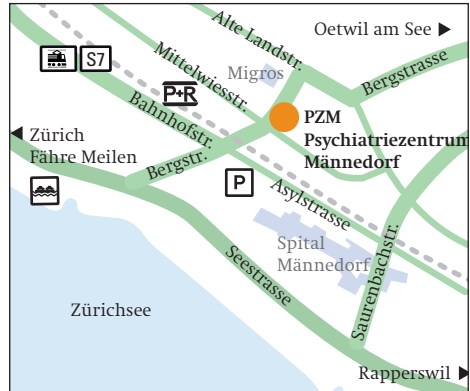 Oetwil am See ▶
Alte Landstr.
S7
Mittelwiesstr.
Migros
Bergstrasse
P+R
PZM
Psychiatriezentrum
Männedorf
Bahnhofstr.
◀ Zürich
Fähre Meilen
Bergstr.
P
Asylstrasse
Spital
Männedorf
Saurenbachstr.
Seestrasse
Zürichsee
Rapperswil ▶